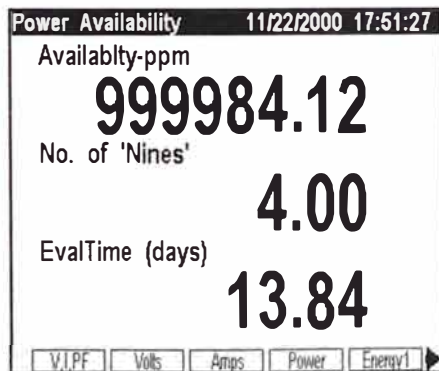 Power Availability 11/22/2000 17:51:27
Availablty-ppm
999984.12
No. of 'Nines'
4.00
EvalTime (days)
13.84
V,I,PF Volts Amps Power Energy1